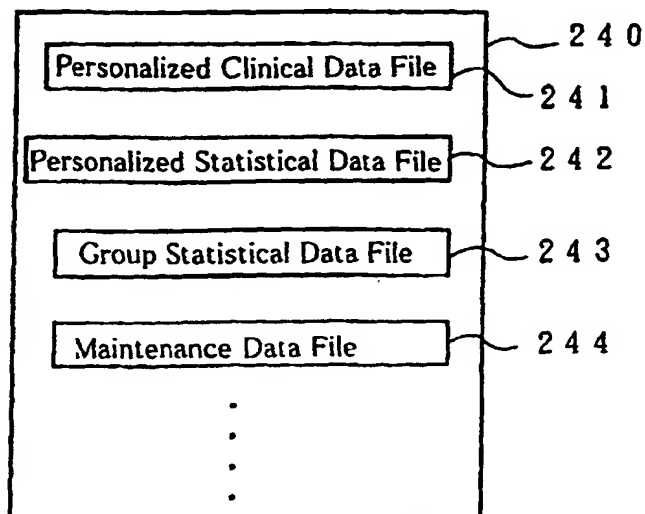 240
Personalized Clinical Data File
241
Personalized Statistical Data File
242
Group Statistical Data File
243
Maintenance Data File
244